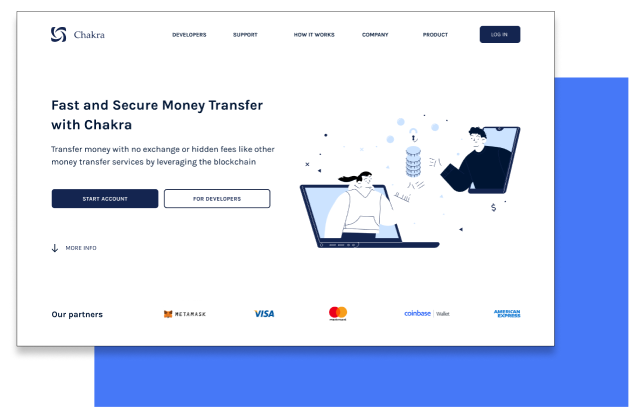 Chakra
DEVELOPERS
SUPPORT
HOW IT WORKS
COMPANY
PRODUCT
LOG IN
Fast and Secure Money Transfer
with Chakra
Transfer money with no exchange or hidden fees like other
money transfer services by leveraging the blockchain
START ACCOUNT
FOR DEVELOPERS
$
MORE INFO
Our partners
METAMASK
VISA
mastercard
coinbase | Wallet
AMERICAN
EXPRESS